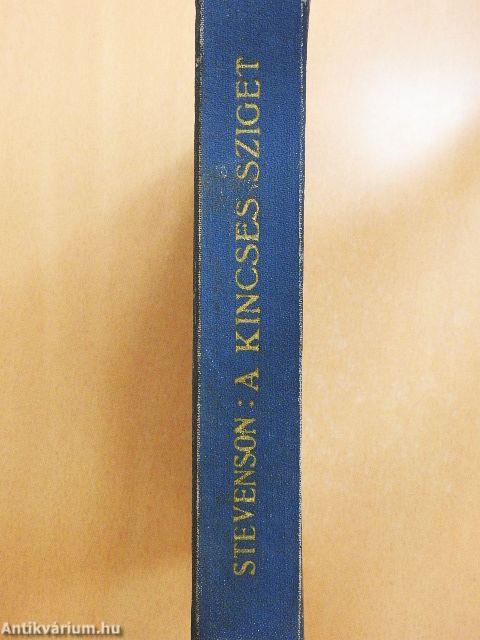 STEVENSON: A KINCSES SZIGET
Antikvárium.hu